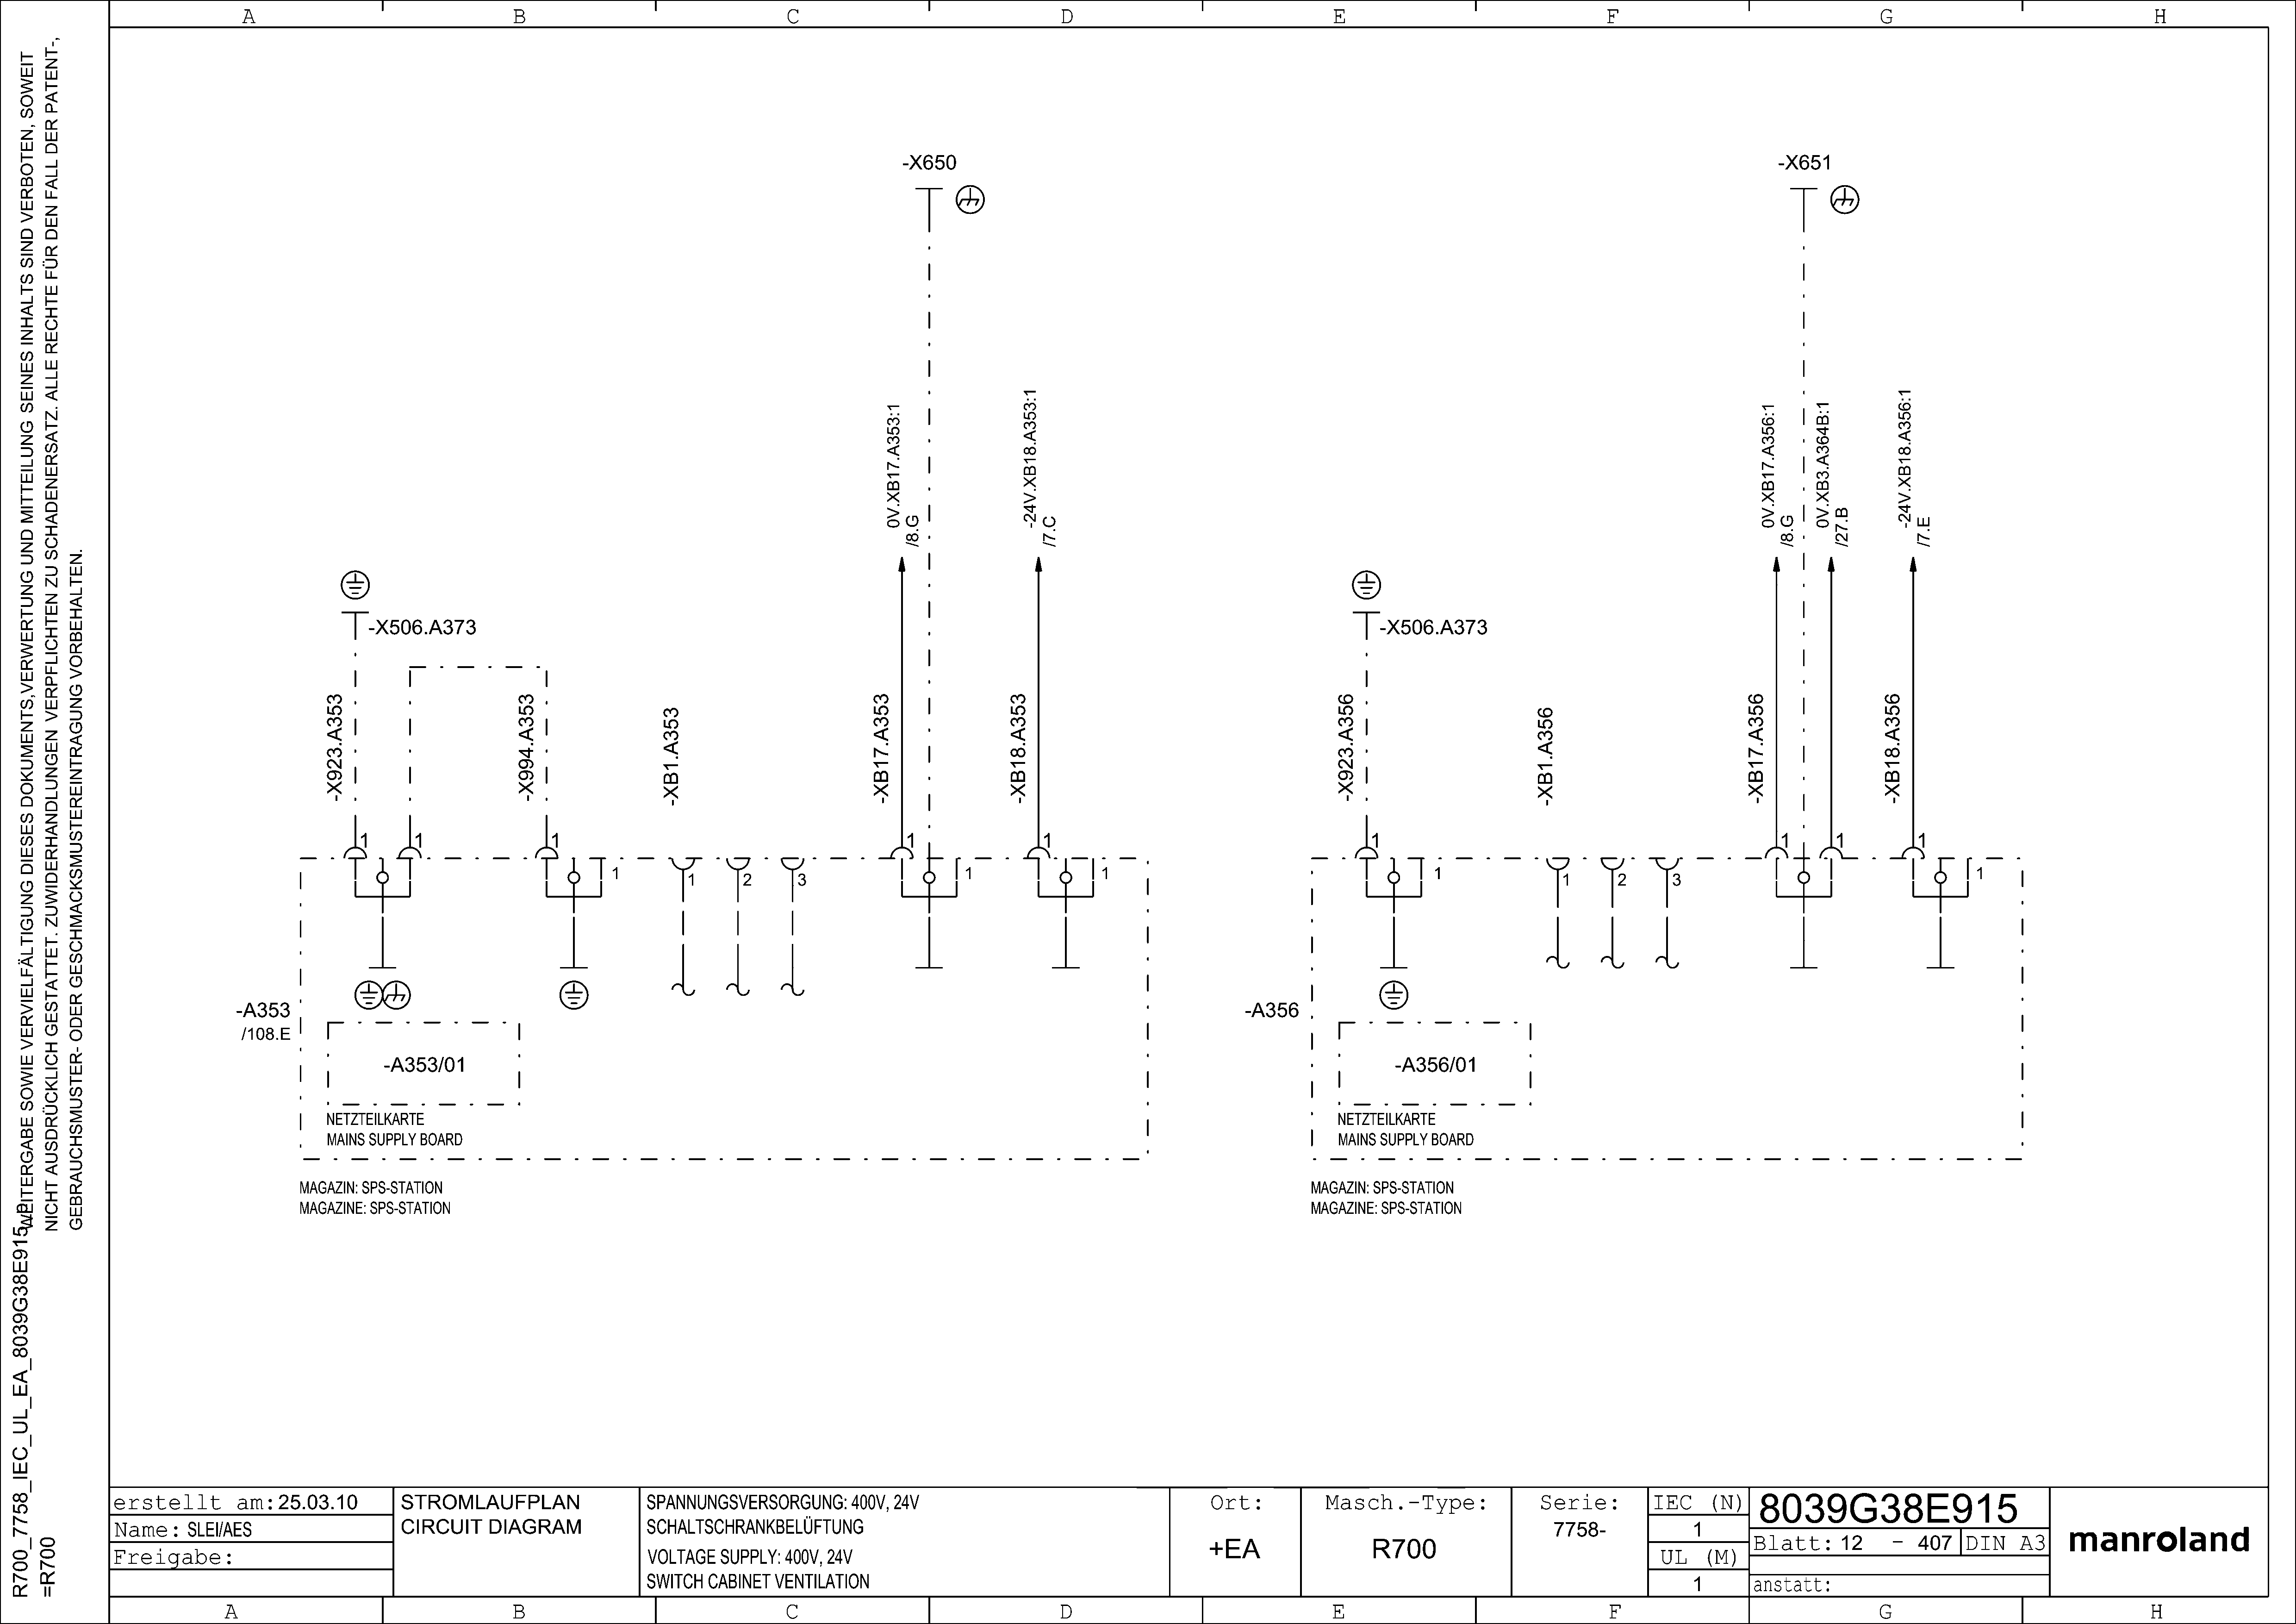 A B C D E F G H
WEITERGABE SOWIE VERVIELFÄLTIGUNG DIESES DOKUMENTS,VERWERTUNG UND MITTEILUNG SEINES INHALTS SIND VERBOTEN, SOWEIT
NICHT AUSDRÜCKLICH GESTATTET. ZUWIDERHANDLUNGEN VERPFLICHTEN ZU SCHADENERSATZ. ALLE RECHTE FÜR DEN FALL DER PATENT-,
GEBRAUCHSMUSTER- ODER GESCHMACKSMUSTEREINTRAGUNG VORBEHALTEN.
-X650
-X651
0V.XB17.A353:1
/8.G
-24V.XB18.A353:1
/7.C
0V.XB17.A356:1
/8.G
0V.XB3.A364B:1
/27.B
-24V.XB18.A356:1
/7.E
-X506.A373
-X506.A373
-X923.A353
-X994.A353
-XB1.A353
-XB17.A353
-XB18.A353
-X923.A356
-XB1.A356
-XB17.A356
-XB18.A356
1 1 1 1 1 1 1 1 1
1 1 2 3 1 1 1 1 2 3 1
-A353
/108.E
-A356
-A353/01
-A356/01
NETZTEILKARTE
MAINS SUPPLY BOARD
NETZTEILKARTE
MAINS SUPPLY BOARD
MAGAZIN: SPS-STATION
MAGAZINE: SPS-STATION
MAGAZIN: SPS-STATION
MAGAZINE: SPS-STATION
R700_7758_IEC_UL_EA_8039G38E915_D
=R700
erstellt am: 25.03.10
Name: SLEI/AES
Freigabe:
STROMLAUFPLAN
CIRCUIT DIAGRAM
SPANNUNGSVERSORGUNG: 400V, 24V
SCHALTSCHRANKBELÜFTUNG
VOLTAGE SUPPLY: 400V, 24V
SWITCH CABINET VENTILATION
Ort:
+EA
Masch.-Type:
R700
Serie:
7758-
IEC (N)
1
UL (M)
1
8039G38E915
Blatt: 12 - 407 DIN A3
anstatt:
manroland
A B C D E F G H